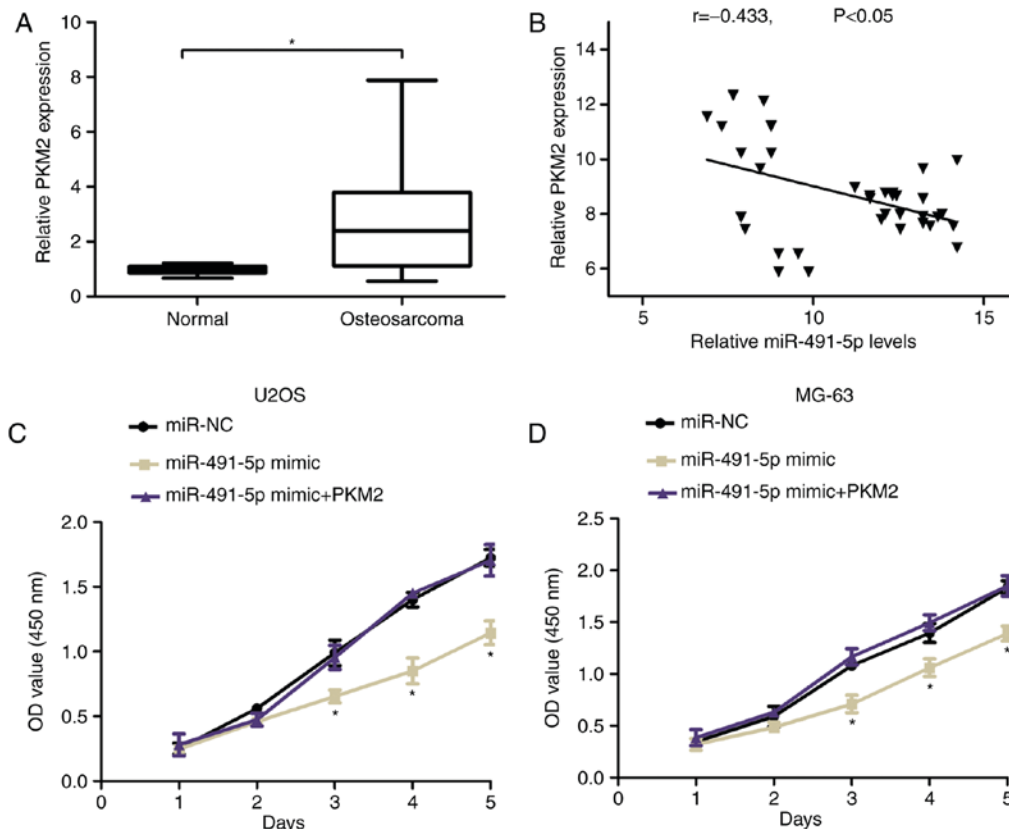 A
Relative PKM2 expression
10
8
6
4
2
0
*
Normal
Osteosarcoma
B
r=−0.433, P<0.05
Relative PKM2 expression
14
12
10
8
6
5
10
15
Relative miR-491-5p levels
C
U2OS
miR-NC
miR-491-5p mimic
miR-491-5p mimic+PKM2
OD value (450 nm)
2.0
1.5
1.0
0.5
0.0
*
*
*
0
1
2
3
4
5
Days
D
MG-63
miR-NC
miR-491-5p mimic
miR-491-5p mimic+PKM2
OD value (450 nm)
2.5
2.0
1.5
1.0
0.5
0.0
*
*
*
0
1
2
3
4
5
Days